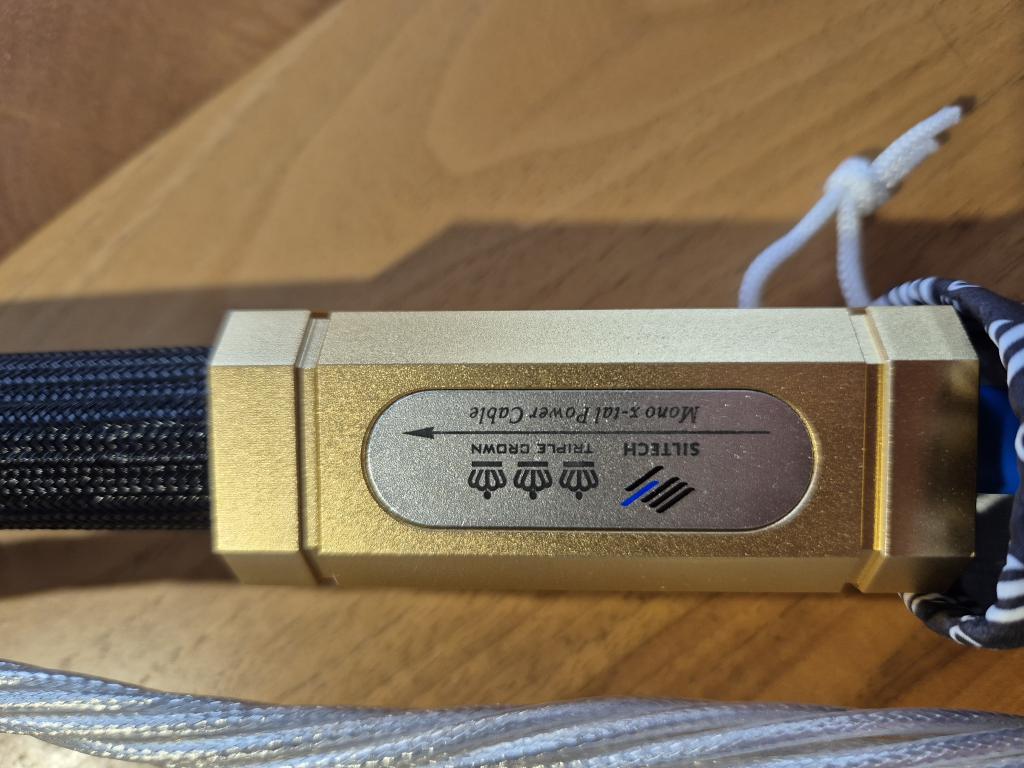 SILTECH TRIPLE CROWN
Mono x-tal Power Cable